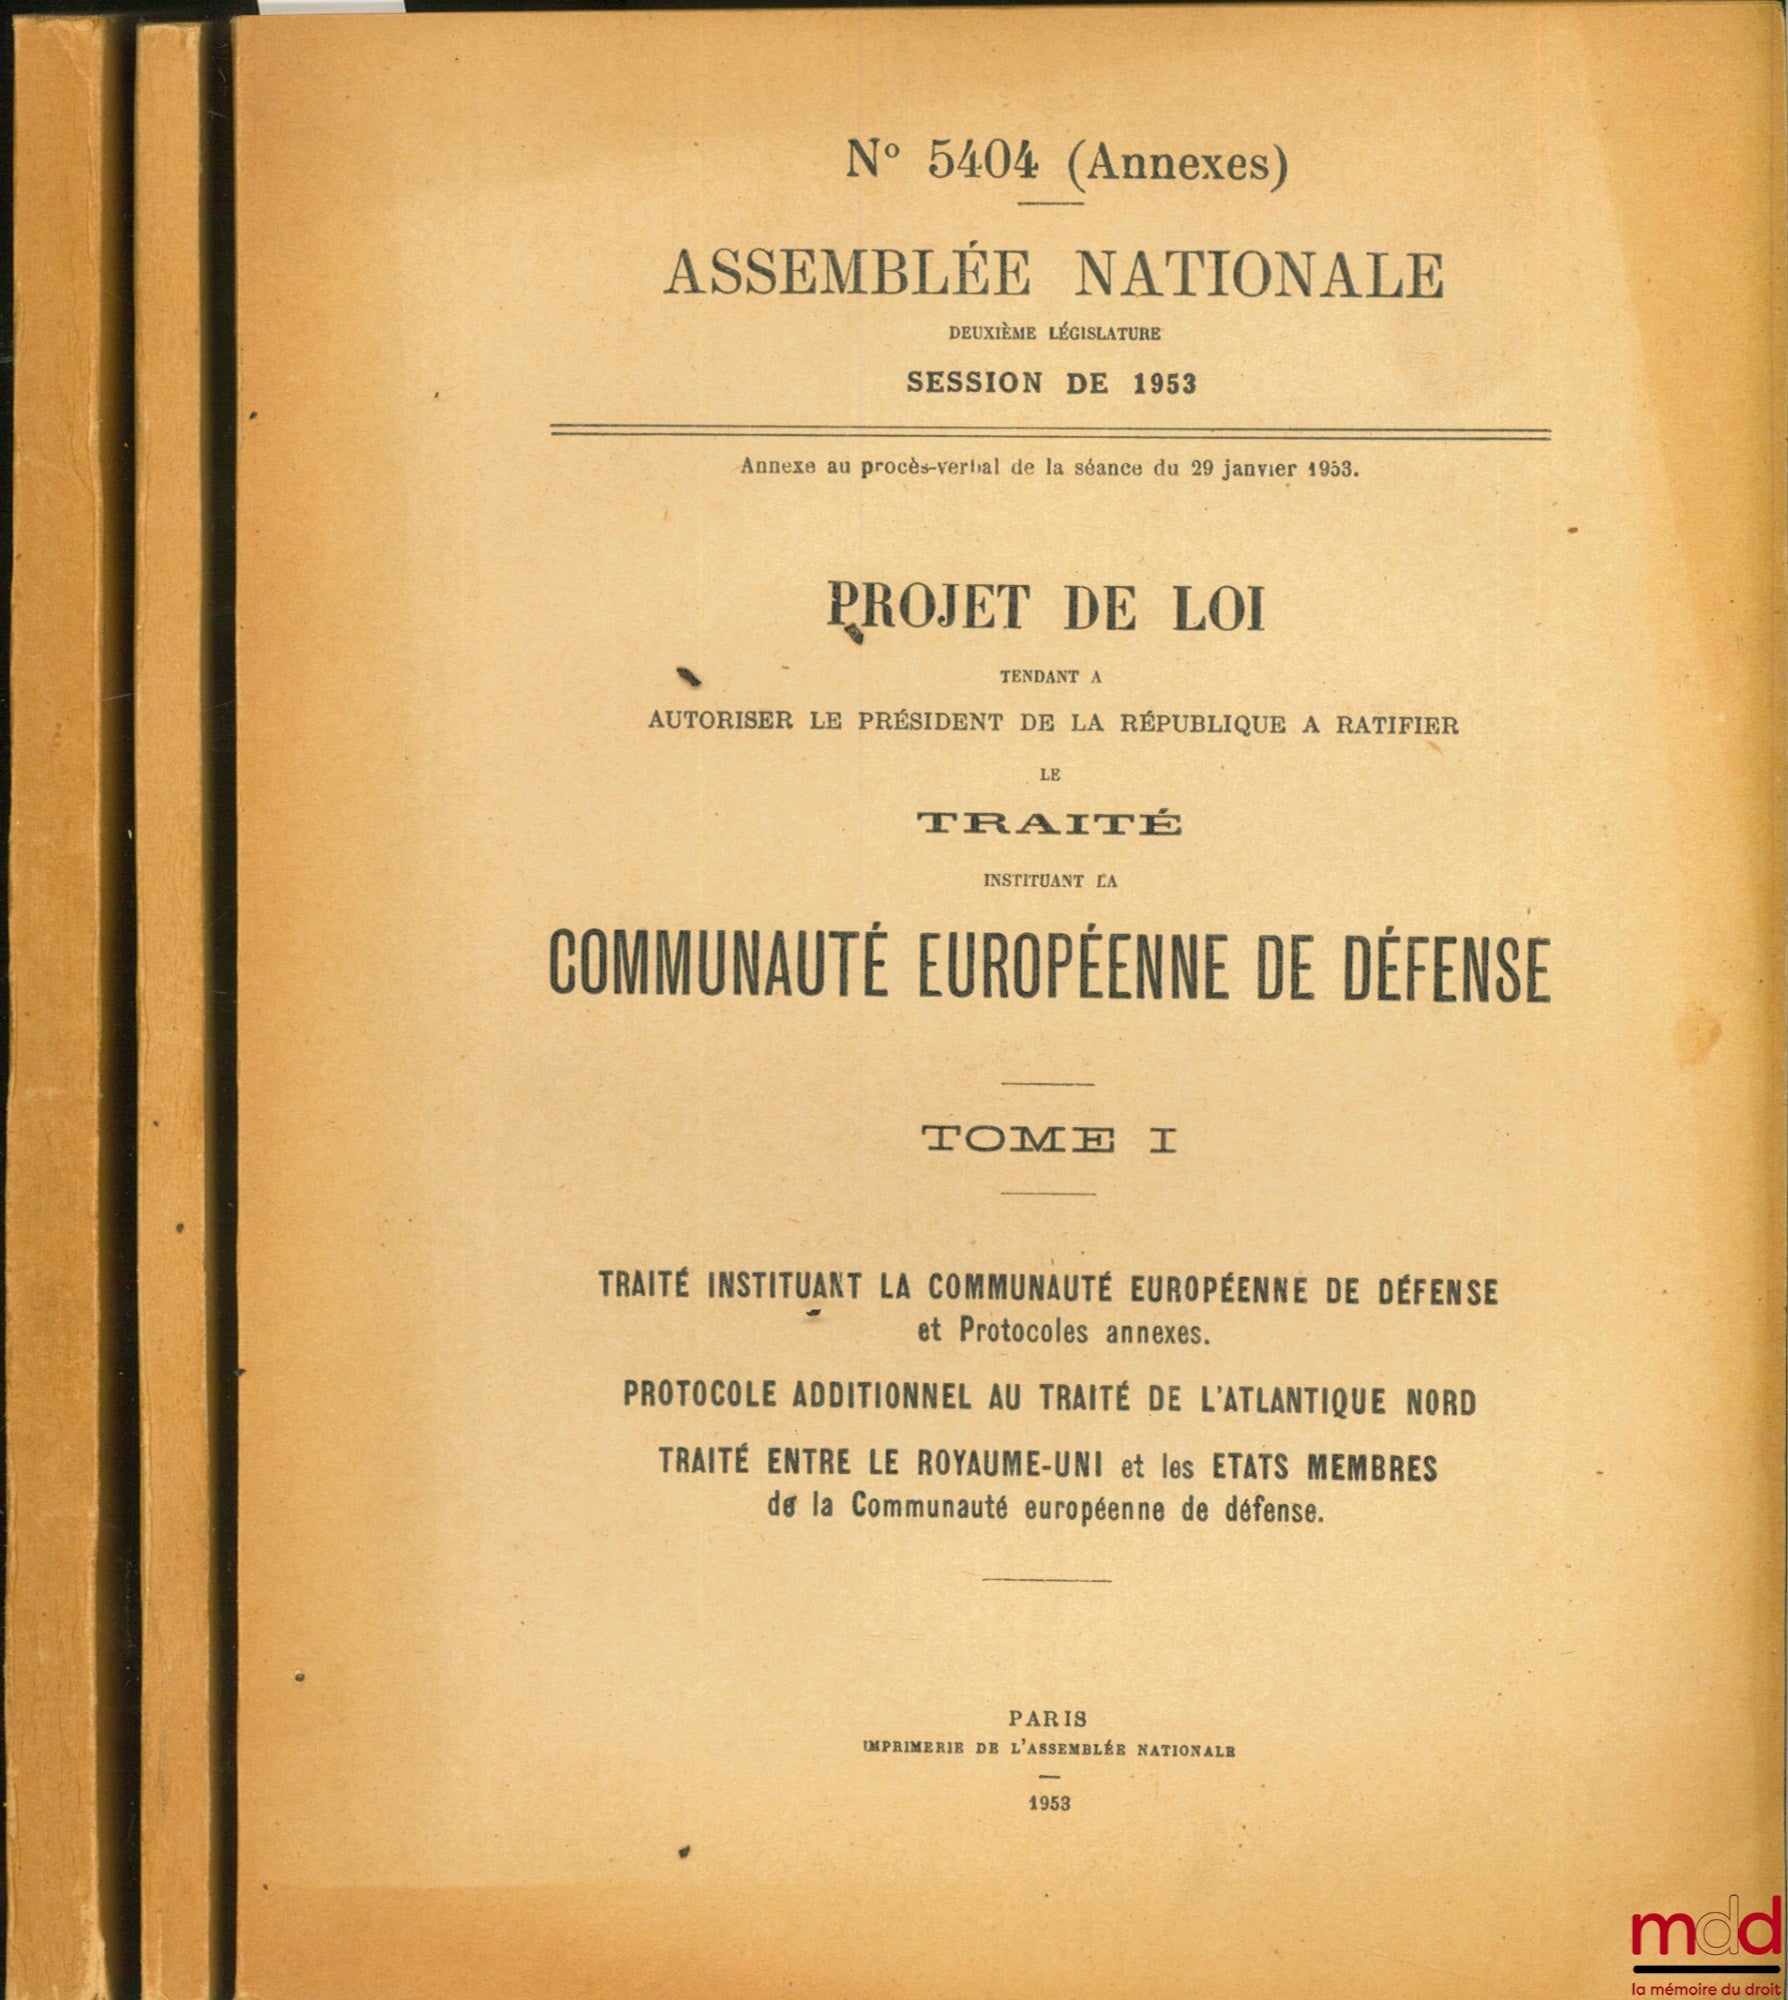 N° 5404 (Annexes)
ASSEMBLÉE NATIONALE
DEUXIÈME LÉGISLATURE
SESSION DE 1953
Annexe au procès-verbal de la séance du 29 janvier 1953.
PROJET DE LOI
TENDANT A
AUTORISER LE PRÉSIDENT DE LA RÉPUBLIQUE A RATIFIER
LE
TRAITÉ
INSTITUANT LA
COMMUNAUTÉ EUROPÉENNE DE DÉFENSE
TOME I
TRAITÉ INSTITUANT LA COMMUNAUTÉ EUROPÉENNE DE DÉFENSE
et Protocoles annexes.
PROTOCOLE ADDITIONNEL AU TRAITÉ DE L'ATLANTIQUE NORD
TRAITÉ ENTRE LE ROYAUME-UNI et les ETATS MEMBRES
de la Communauté européenne de défense.
PARIS
IMPRIMERIE DE L'ASSEMBLÉE NATIONALE
1953
mdd
la mémoire du droit